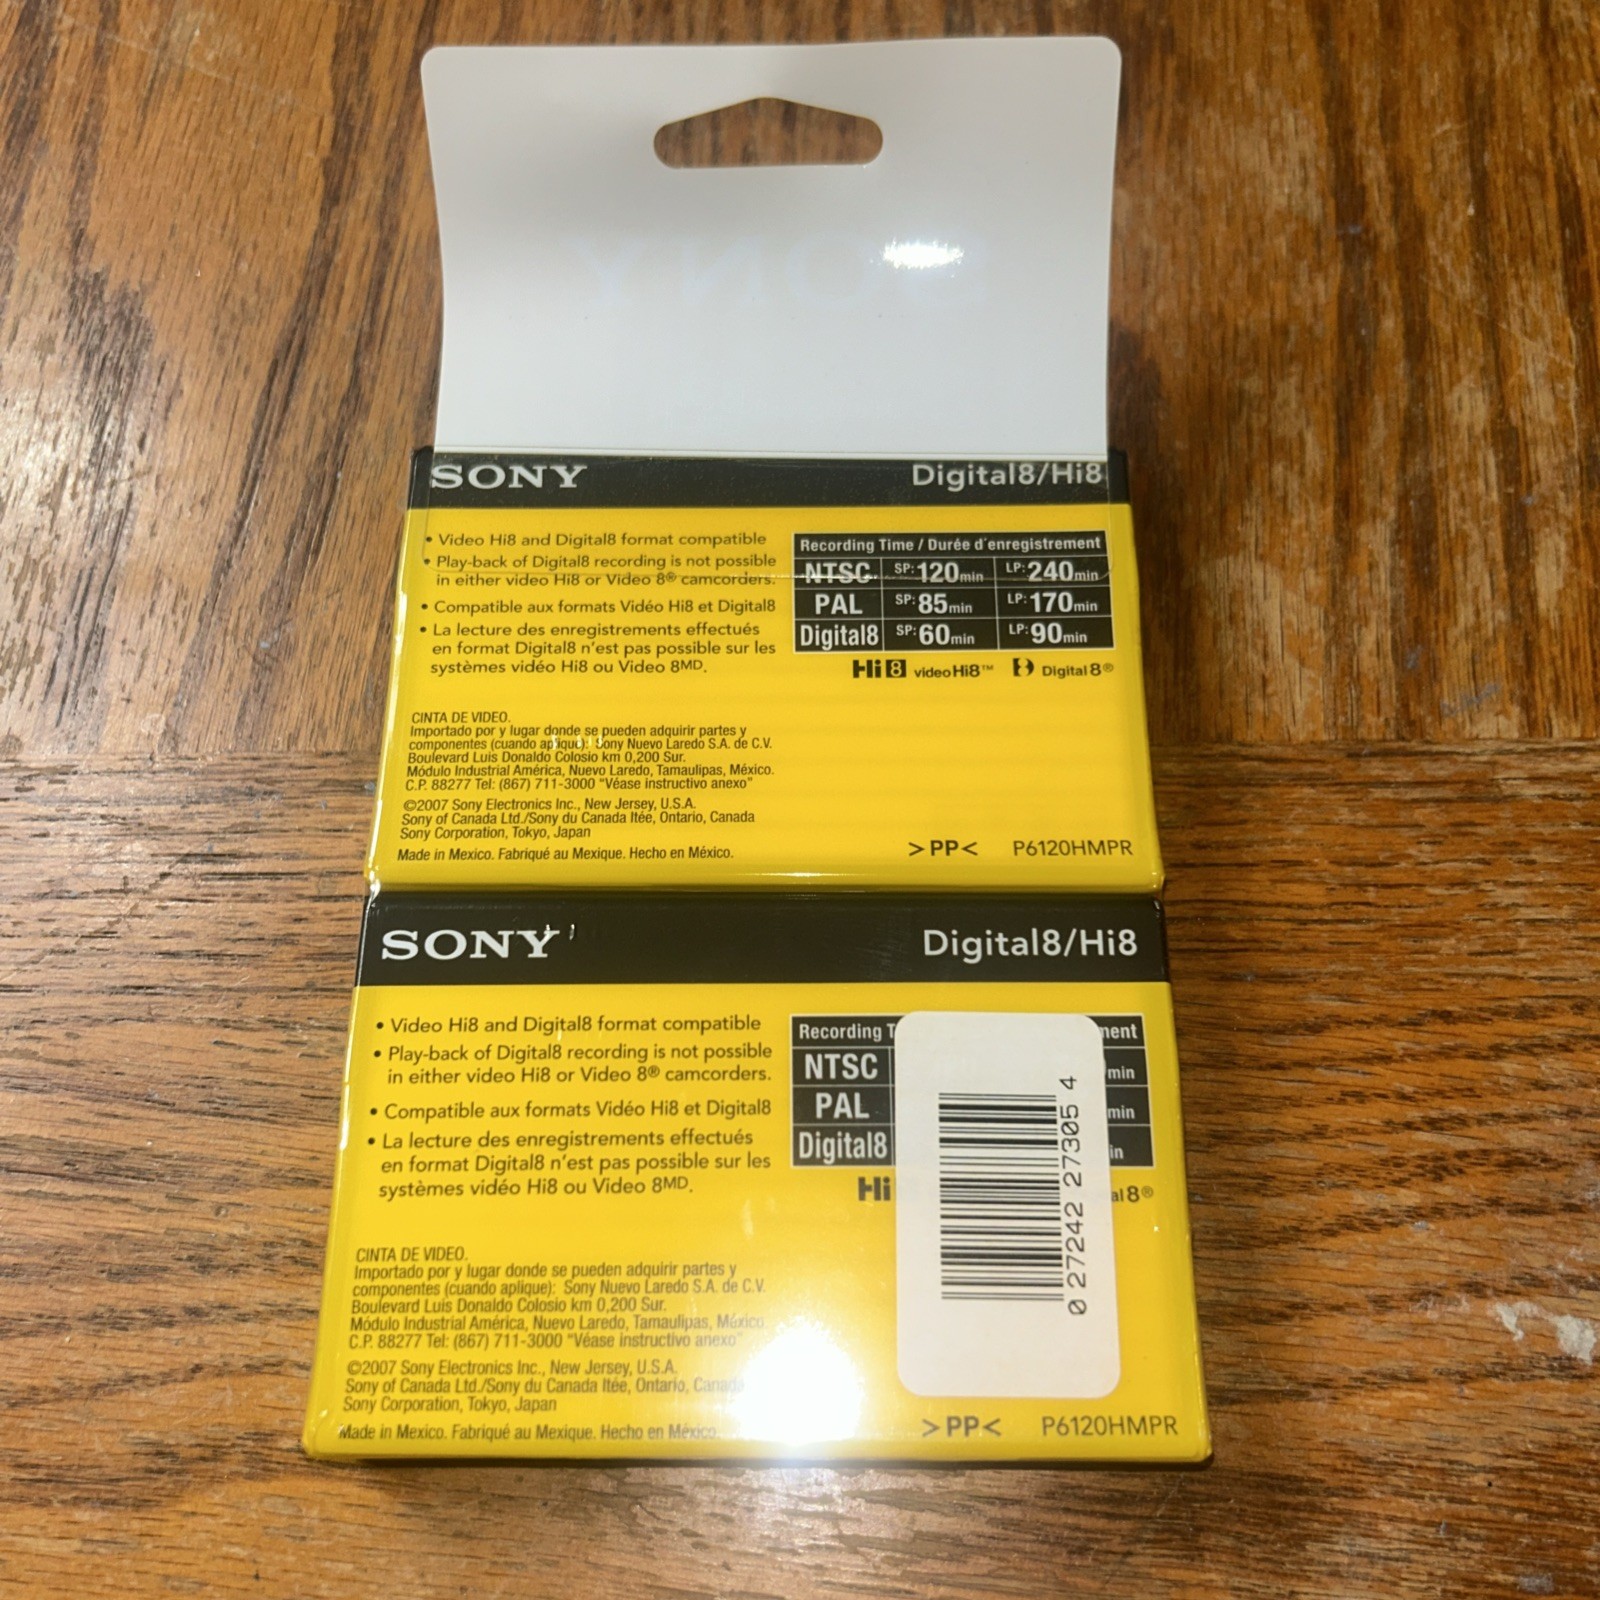 SONY
Digital8/Hi8
• Video Hi8 and Digital8 format compatible
• Play-back of Digital8 recording is not possible
in either video Hi8 or Video 8® camcorders.
• Compatible aux formats Vidéo Hi8 et Digital8
• La lecture des enregistrements effectués
en format Digital8 n'est pas possible sur les
systèmes vidéo Hi8 ou Video 8MD.
Recording Time / Durée d'enregistrement
NTSC SP:120min LP:240min
PAL SP:85min LP:170min
Digital8 SP:60min LP:90min
Hi8 video Hi8™ Digital 8®
CINTA DE VIDEO.
Importado por y lugar donde se pueden adquirir partes y
componentes (cuando aplique): Sony Nuevo Laredo S.A. de C.V.
Boulevard Luis Donaldo Colosio km 0,200 Sur.
Módulo Industrial América, Nuevo Laredo, Tamaulipas, México.
C.P. 88277 Tel: (867) 711-3000 "Véase instructivo anexo"
©2007 Sony Electronics Inc., New Jersey, U.S.A.
Sony of Canada Ltd./Sony du Canada ltée, Ontario, Canada
Sony Corporation, Tokyo, Japan
Made in Mexico. Fabriqué au Mexique. Hecho en México.
>PP< P6120HMPR
SONY
Digital8/Hi8
• Video Hi8 and Digital8 format compatible
• Play-back of Digital8 recording is not possible
in either video Hi8 or Video 8® camcorders.
• Compatible aux formats Vidéo Hi8 et Digital8
• La lecture des enregistrements effectués
en format Digital8 n'est pas possible sur les
systèmes vidéo Hi8 ou Video 8MD.
Recording
NTSC min
PAL min
Digital8
Hi 8®
0 27242 27305 4
CINTA DE VIDEO.
Importado por y lugar donde se pueden adquirir partes y
componentes (cuando aplique): Sony Nuevo Laredo S.A. de C.V.
Boulevard Luis Donaldo Colosio km 0,200 Sur.
Módulo Industrial América, Nuevo Laredo, Tamaulipas, México.
C.P. 88277 Tel: (867) 711-3000 "Véase instructivo anexo"
©2007 Sony Electronics Inc., New Jersey, U.S.A.
Sony of Canada Ltd./Sony du Canada ltée, Ontario, Canada
Sony Corporation, Tokyo, Japan
Made in Mexico. Fabriqué au Mexique. Hecho en México.
>PP< P6120HMPR